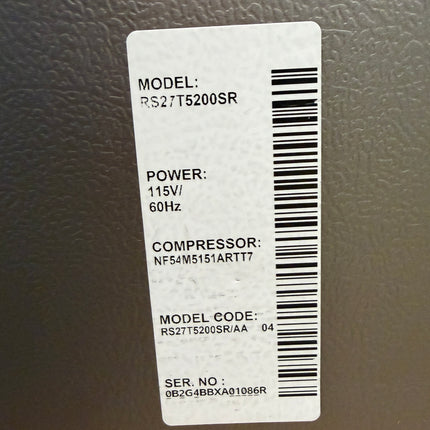 MODEL:
RS27T5200SR
POWER:
115V/
60Hz
COMPRESSOR:
NF54M5151ARTT7
MODEL CODE:
RS27T5200SR/AA 04
SER. NO :
0B2G4BBXA01086R